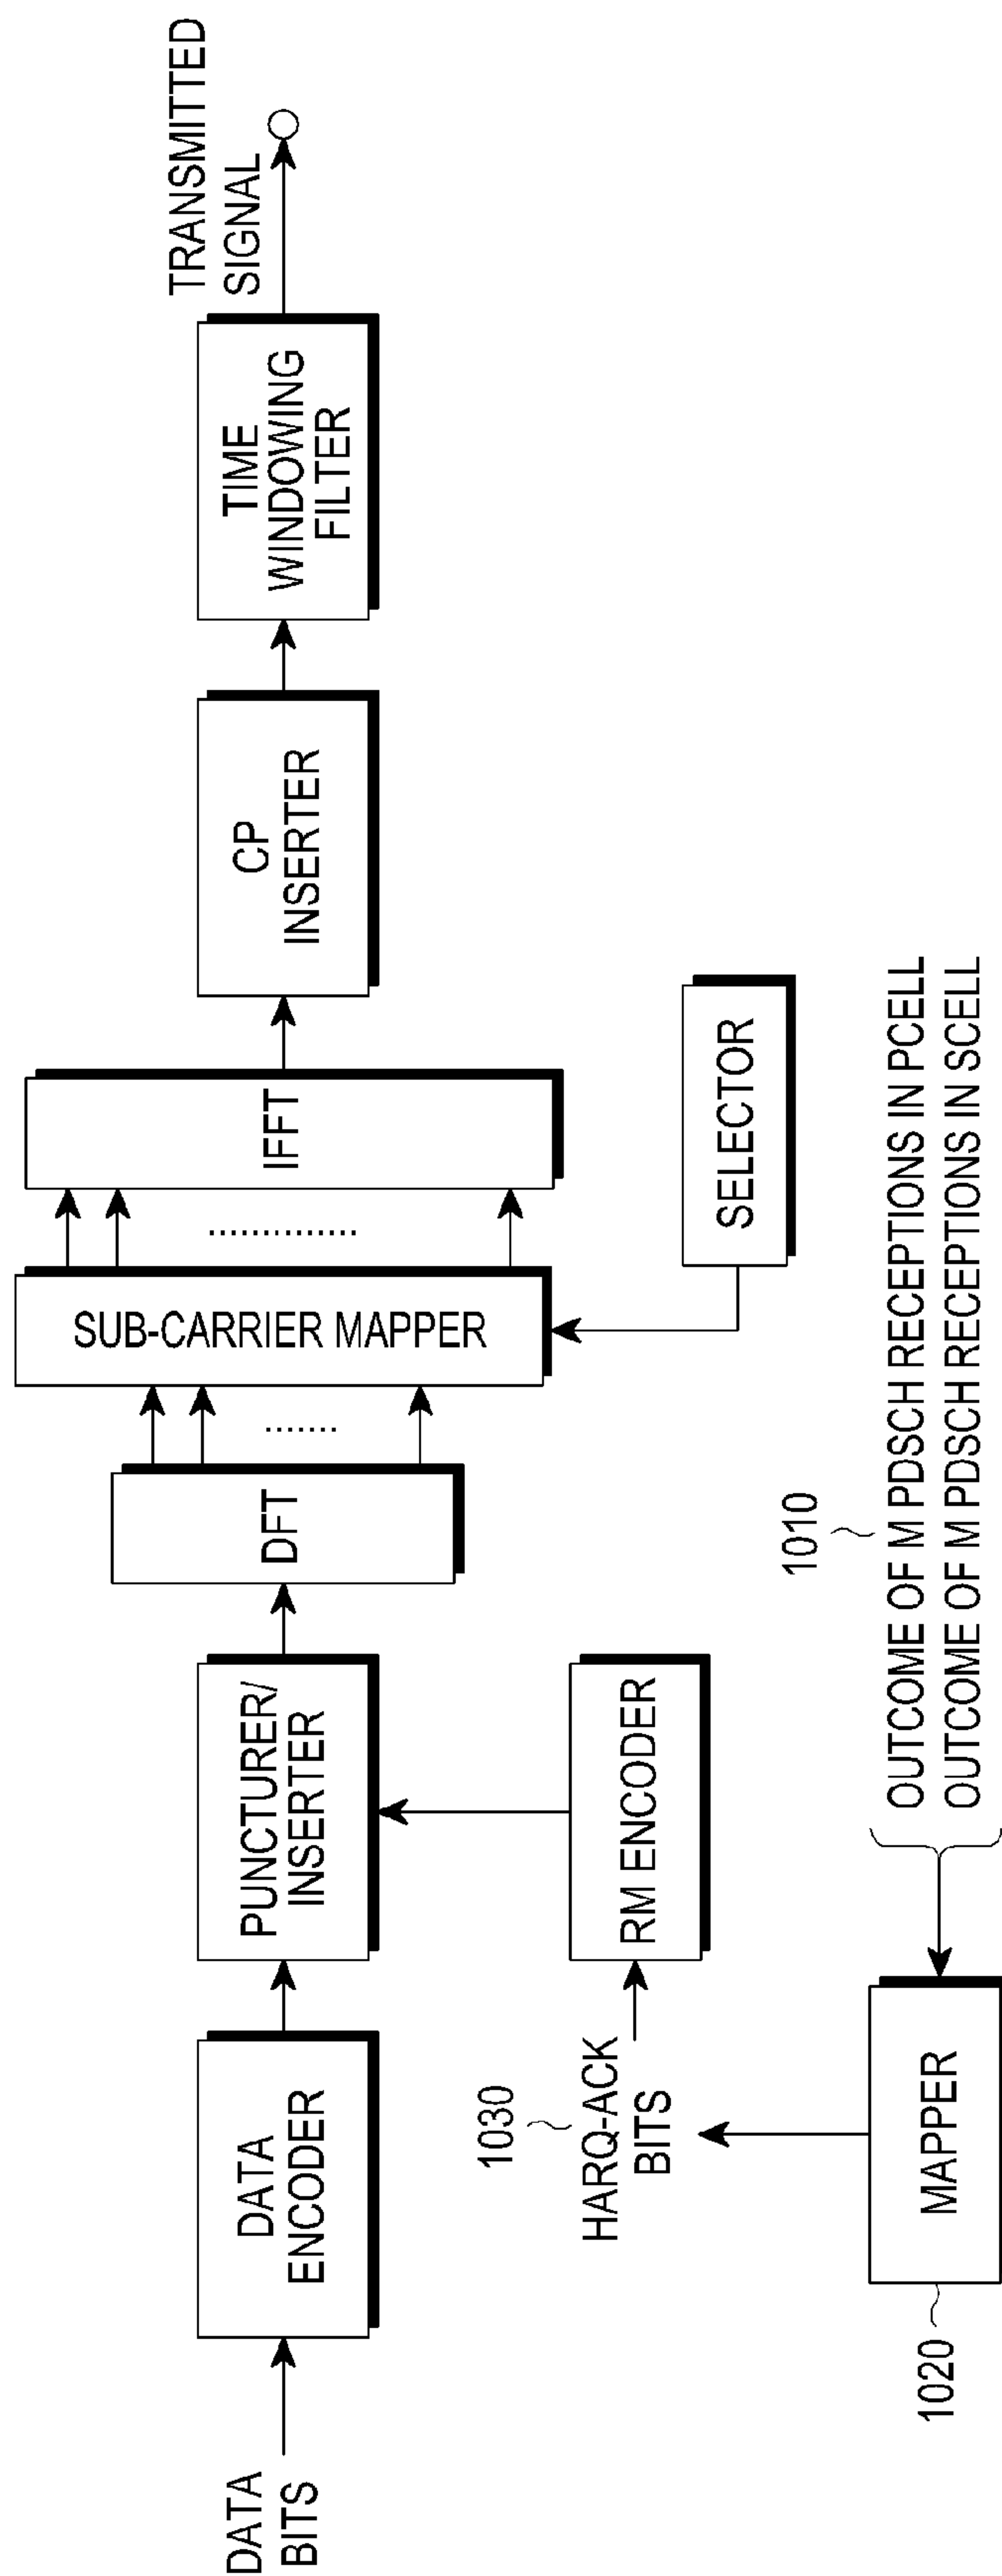 DATA
BITS
DATA
ENCODER
PUNCTURER/
INSERTER
DFT
.......
SUB-CARRIER MAPPER
...............
IFFT
CP
INSERTER
TIME
WINDOWING
FILTER
TRANSMITTED
SIGNAL
1030
HARQ-ACK
BITS
RM ENCODER
SELECTOR
1020
MAPPER
1010
OUTCOME OF M PDSCH RECEPTIONS IN PCELL
OUTCOME OF M PDSCH RECEPTIONS IN SCELL